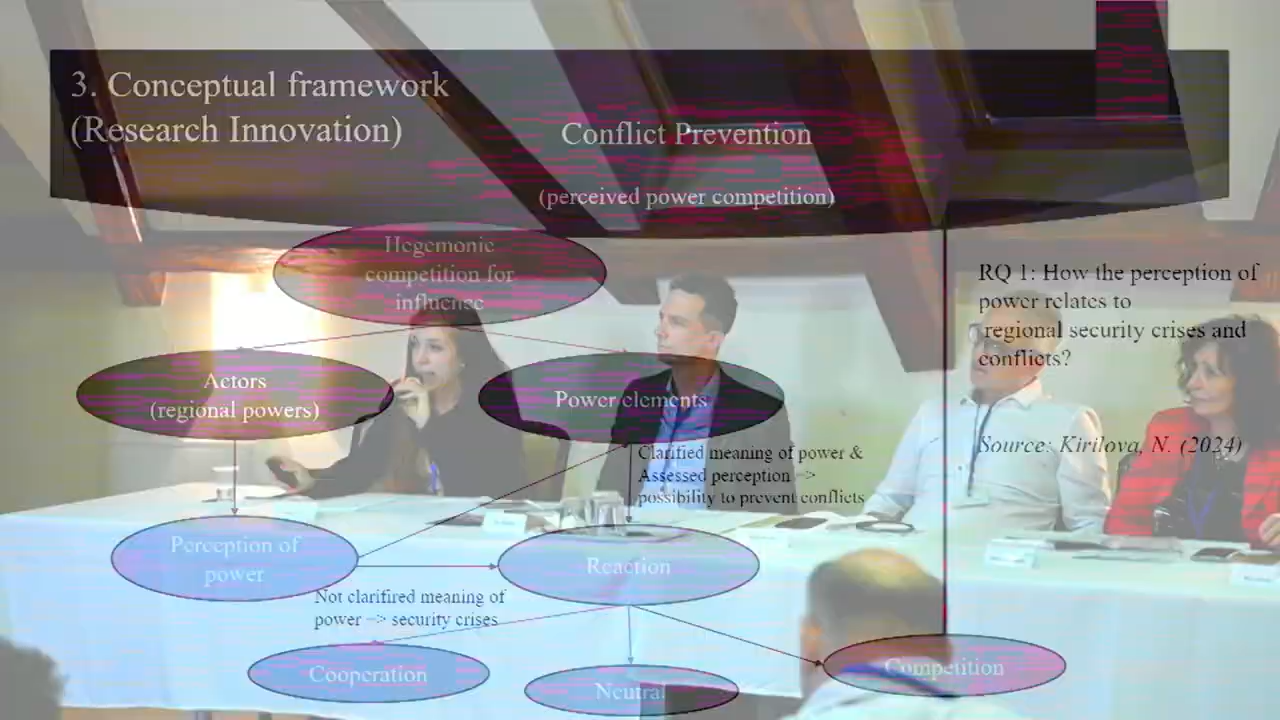 3. Conceptual framework
(Research Innovation)
Conflict Prevention
(perceived power competition)
Hegemonic
competition for
influence
RQ 1: How the perception of
power relates to
regional security crises and
conflicts?
Actors
(regional powers)
Power elements
Source: Kirilova, N. (2024)
Clarified meaning of power &
Assessed perception –>
possibility to prevent conflicts
Perception of
power
Reaction
Not clarifired meaning of
power –> security crises
Cooperation
Neutral
Competition